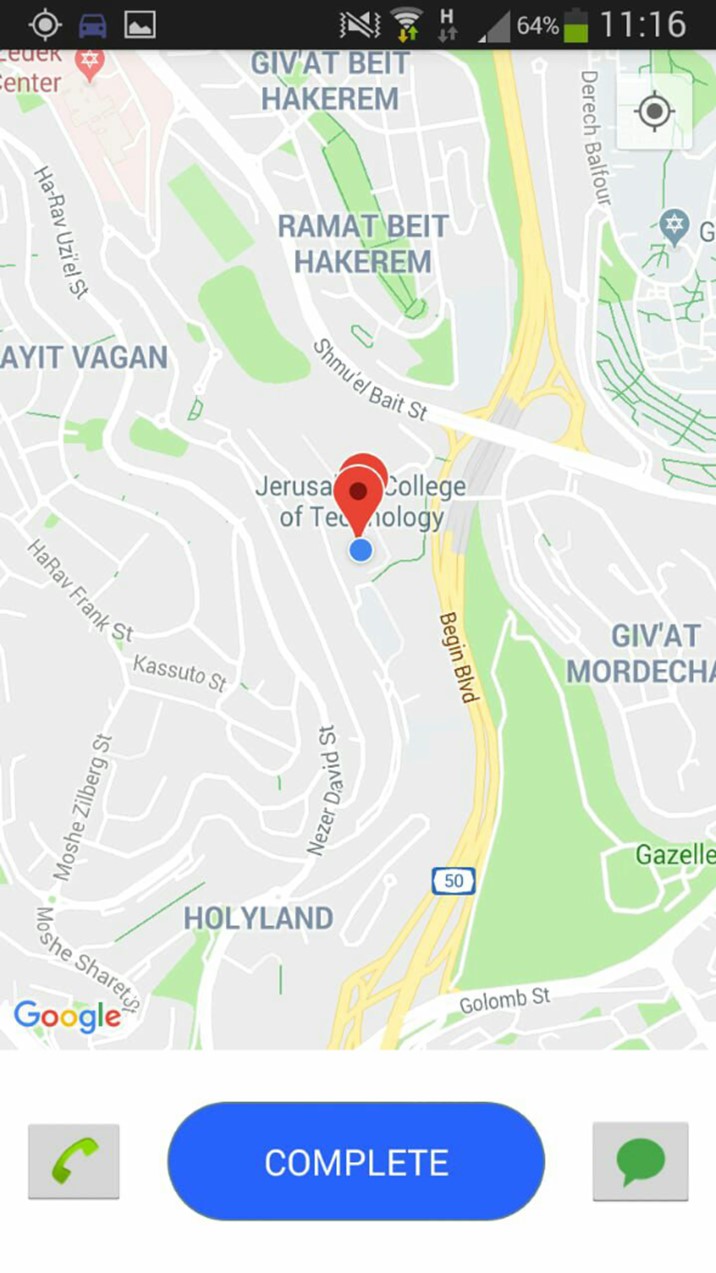 H
64%
11:16
zedek
Center
GIV'AT BEIT
HAKEREM
Derech Balfour
Ha-Rav Uzi'el St
RAMAT BEIT
HAKEREM
G
AYIT VAGAN
Shmu'el Bait St
Jerusa College
of Tec nology
HaRav Frank St
Begin Blvd
GIV'AT
MORDECHA
Kassuto St
Nezer David St
Moshe Zilberg St
Gazelle
50
HOLYLAND
Moshe Sharet St
Golomb St
Google
COMPLETE